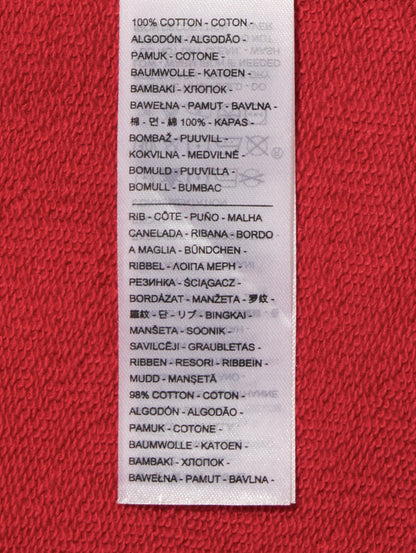 100% COTTON - COTON -
ALGODÓN - ALGODÃO -
PAMUK - COTONE -
BAUMWOLLE - KATOEN -
BAMBAKI - ХЛОПОК -
BAWEŁNA - PAMUT - BAVLNA -
棉 - 면 - 綿 100% - KAPAS -
BOMBAŽ - PUUVILL -
KOKVILNA - MEDVILNĖ -
BOMULD - PUUVILLA -
BOMULL - BUMBAC
RIB - CÔTE - PUÑO - MALHA
CANELADA - RIBANA - BORDO
A MAGLIA - BÜNDCHEN -
RIBBEL - ΛΟΙΠΑ ΜΕΡΗ -
РЕЗИНКА - ŚCIĄGACZ -
BORDÁZAT - MANŽETA - 罗纹 -
羅紋 - 단 - リブ - BINGKAI -
MANŠETA - SOONIK -
SAVILCĒJI - GRAUBLETAS -
RIBBEN - RESORI - RIBBEIN -
MUDD - MANȘETĂ
98% COTTON - COTON -
ALGODÓN - ALGODÃO -
PAMUK - COTONE -
BAUMWOLLE - KATOEN -
BAMBAKI - ХЛОПОК -
BAWEŁNA - PAMUT - BAVLNA -